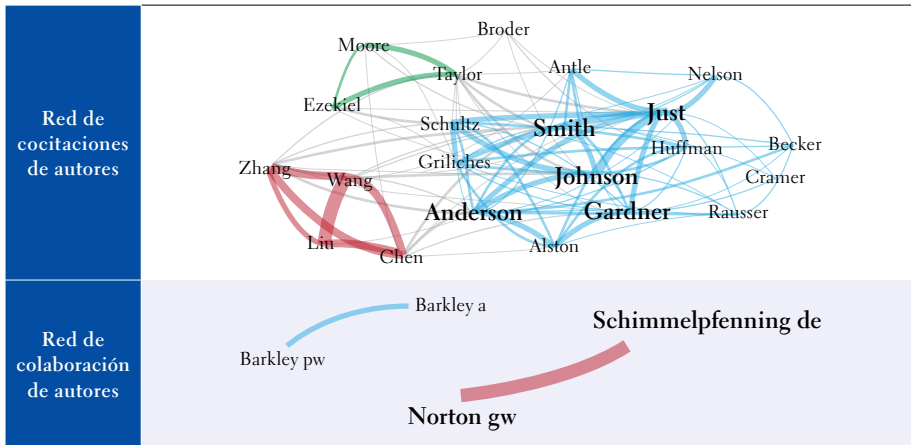 Red de
cocitaciones
de autores
Broder
Moore
Taylor
Antle
Nelson
Ezekiel
Schultz
Smith
Just
Huffman
Becker
Zhang
Wang
Griliches
Johnson
Cramer
Anderson
Gardner
Rausser
Liu
Chen
Alston
Red de
colaboración
de autores
Barkley a
Barkley pw
Schimmelpfenning de
Norton gw